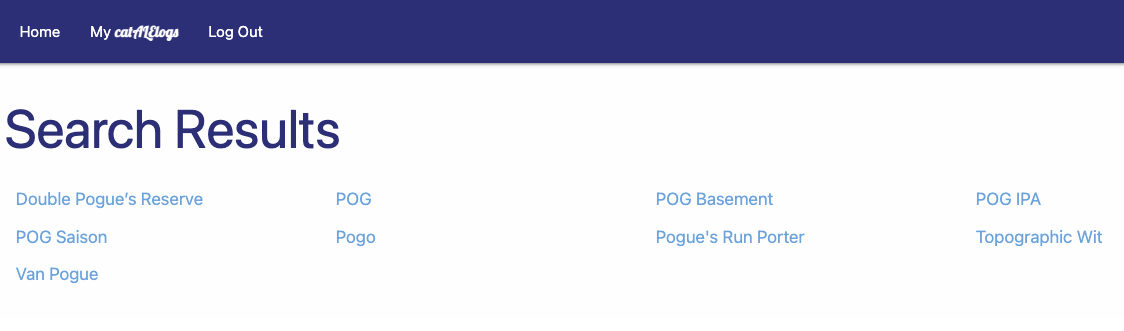 Home My catALElogs Log Out
Search Results
Double Pogue’s Reserve POG POG Basement POG IPA
POG Saison Pogo Pogue's Run Porter Topographic Wit
Van Pogue